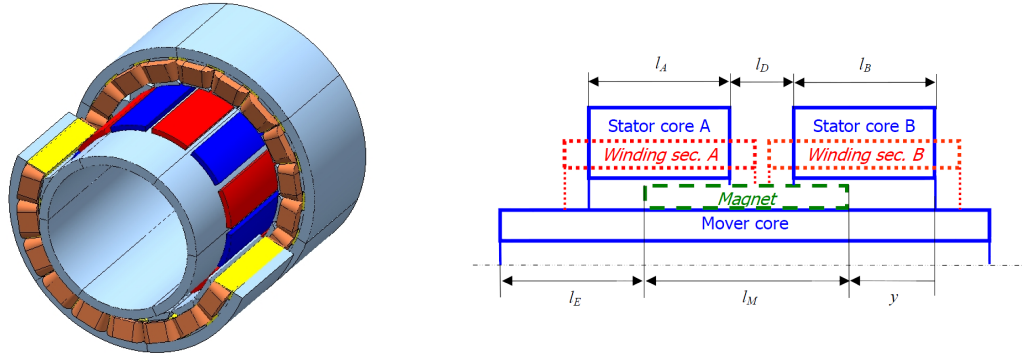 l_A l_D l_B
Stator core A Stator core B
Winding sec. A Winding sec. B
Magnet
Mover core
l_E l_M y